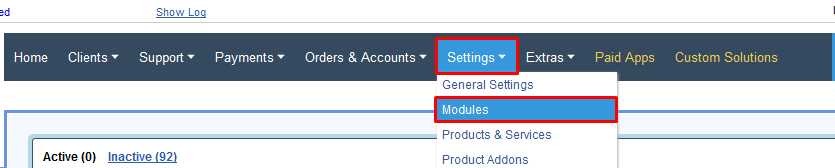 ed Show Log
Home Clients Support Payments Orders & Accounts Settings Extras Paid Apps Custom Solutions
General Settings
Modules
Products & Services
Active (0) Inactive (92)
Product Addons